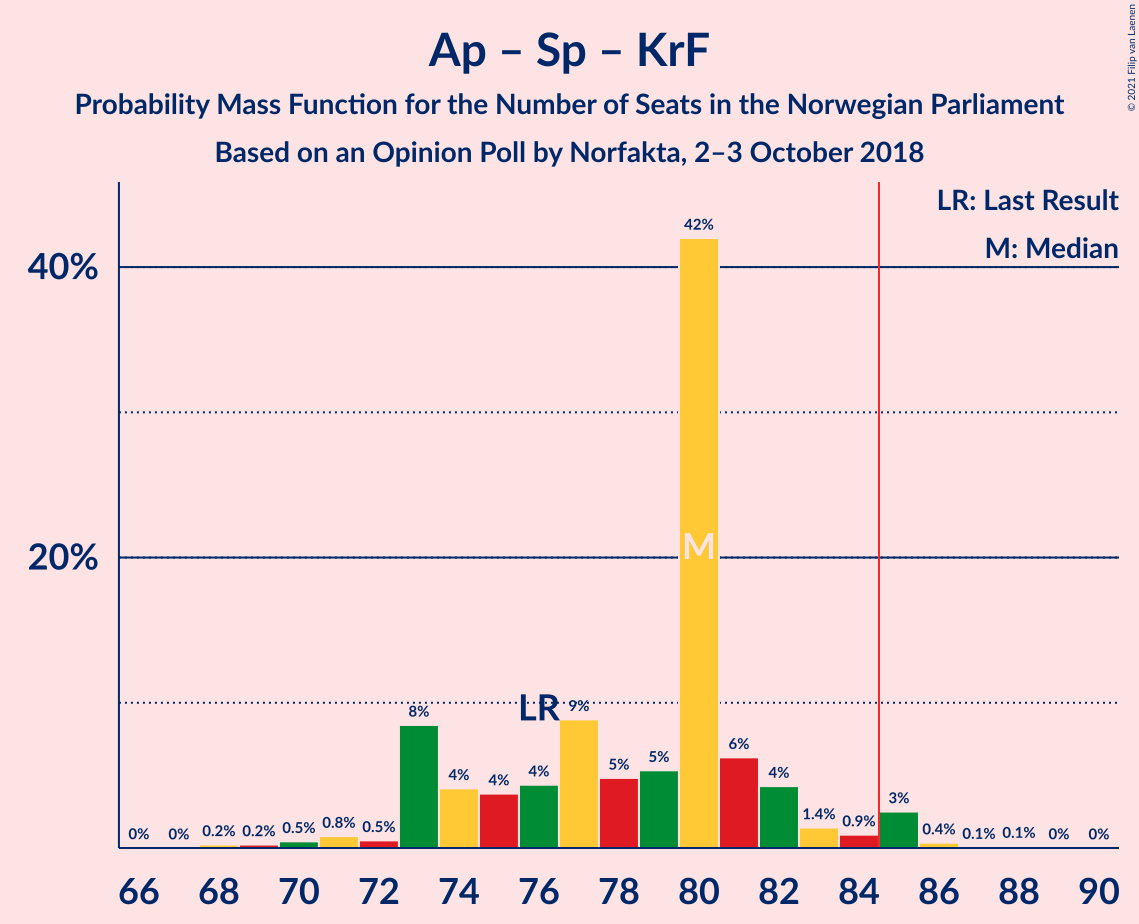 Ap – Sp – KrF
Probability Mass Function for the Number of Seats in the Norwegian Parliament
Based on an Opinion Poll by Norfakta, 2–3 October 2018
© 2021 Filip van Laenen
LR: Last Result
M: Median
40%
20%
0% 0% 0.2% 0.2% 0.5% 0.8% 0.5% 8% 4% 4% 4% 9% 5% 5% 42% 6% 4% 1.4% 0.9% 3% 0.4% 0.1% 0.1% 0% 0%
LR
M
66 68 70 72 74 76 78 80 82 84 86 88 90